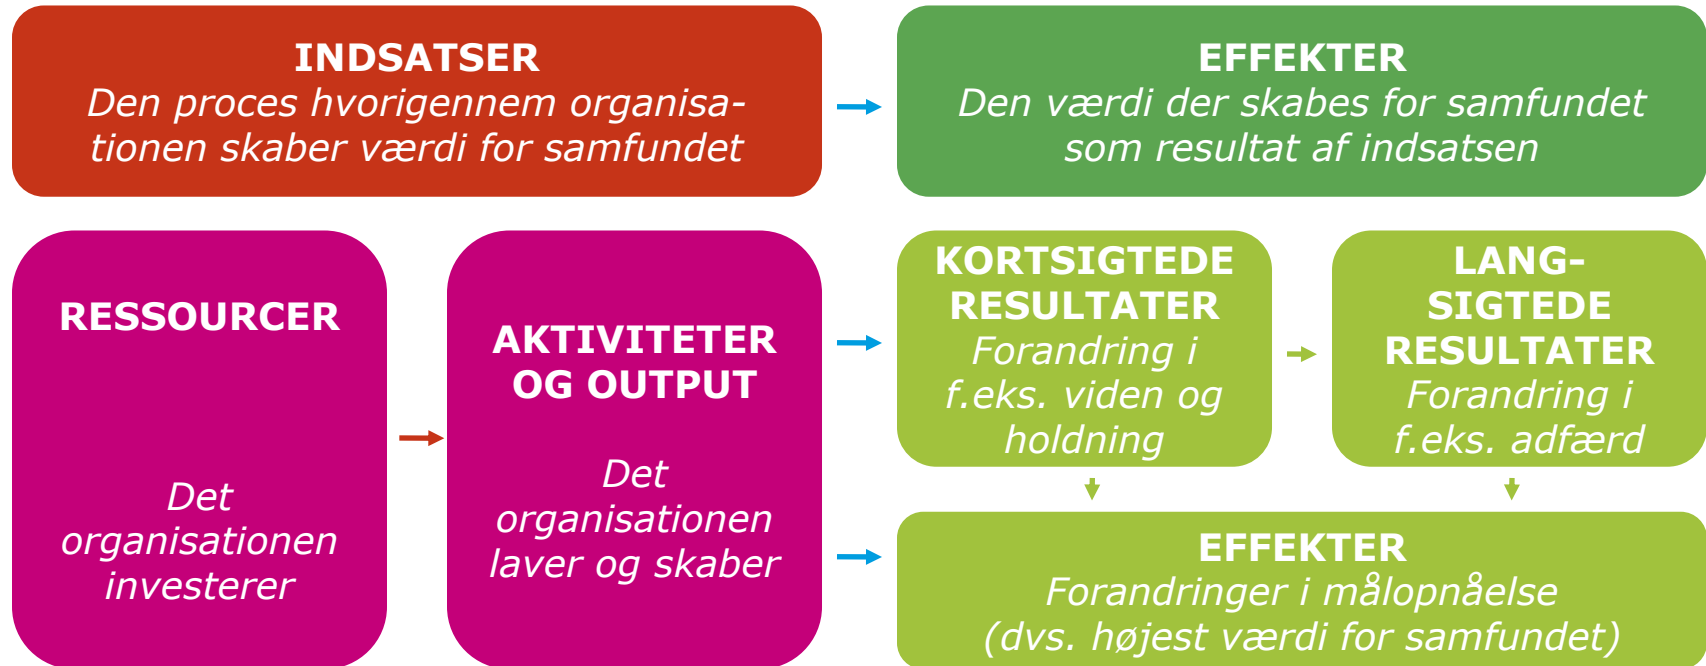 INDSATSER
Den proces hvorigennem organisa-
tionen skaber værdi for samfundet
EFFEKTER
Den værdi der skabes for samfundet
som resultat af indsatsen
RESSOURCER
Det
organisationen
investerer
AKTIVITETER
OG OUTPUT
Det
organisationen
laver og skaber
KORTSIGTEDE
RESULTATER
Forandring i
f.eks. viden og
holdning
LANG-
SIGTEDE
RESULTATER
Forandring i
f.eks. adfærd
EFFEKTER
Forandringer i målopnåelse
(dvs. højest værdi for samfundet)